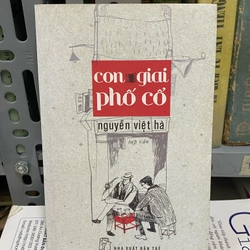 con giai
phố cổ
nguyễn việt hà
tạp văn
NHÀ XUẤT BẢN TRẺ